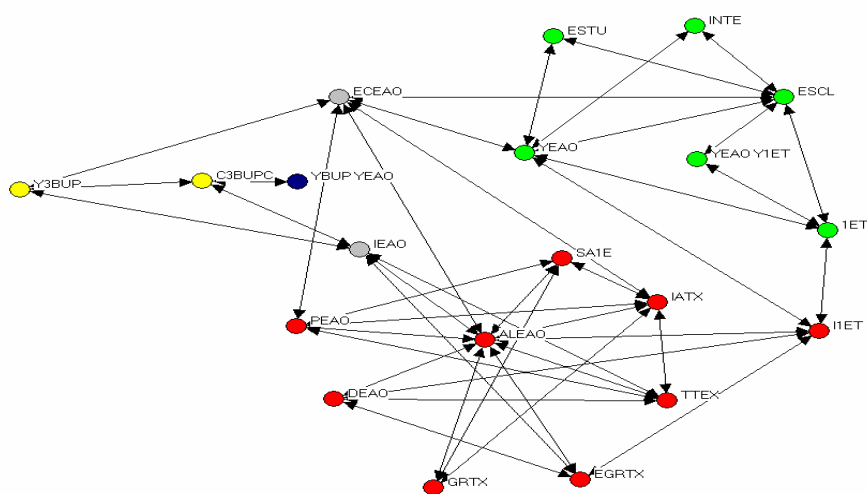 INTE
ESTU
ECEAO
ESCL
YEAO
YEAO Y1ET
Y3BUP
C3BUPC
YBUP YEAO
1ET
IEAO
SA1E
IATX
PEAO
ALEAO
I1ET
DEAO
TTEX
GRTX
EGRTX